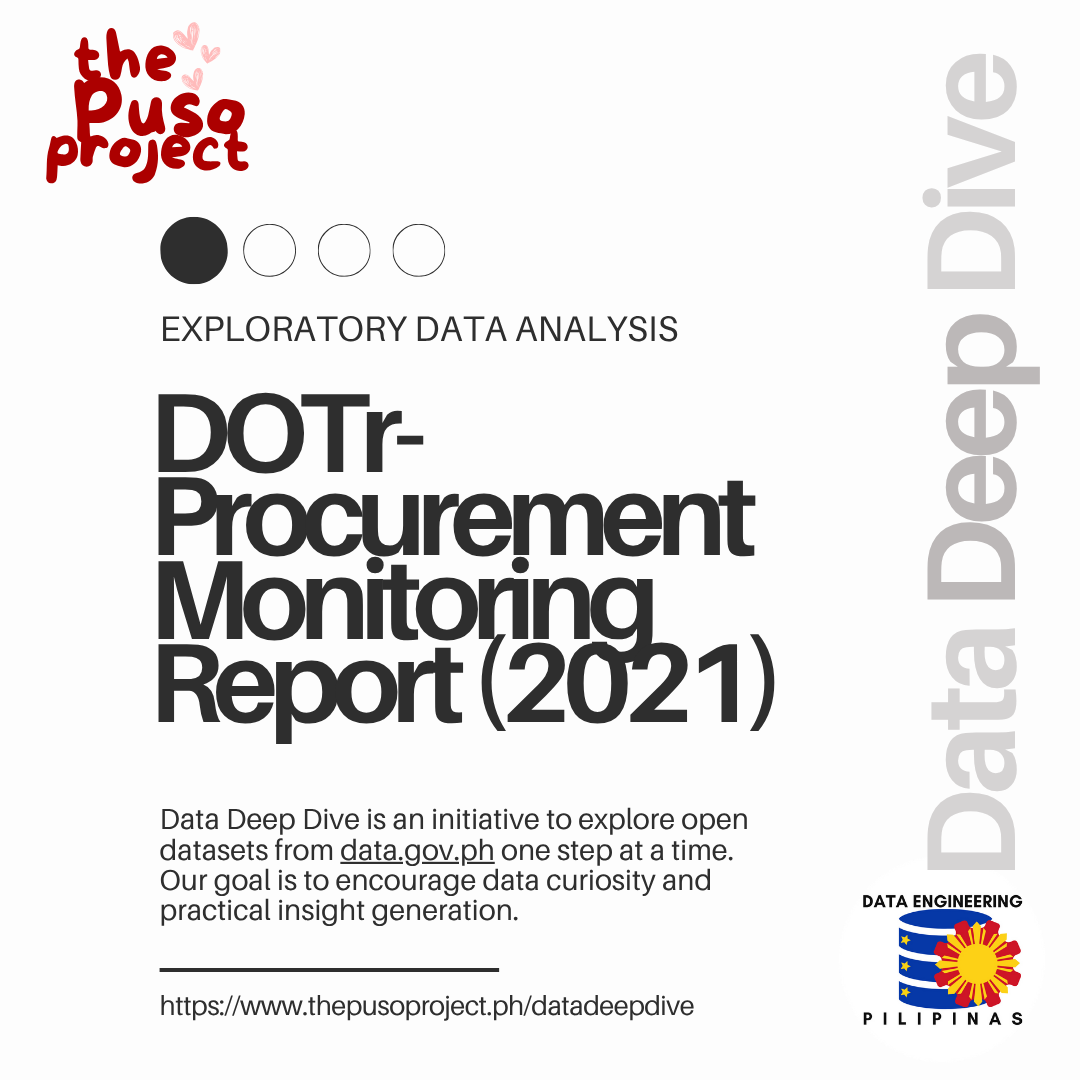 the
Puso
project
EXPLORATORY DATA ANALYSIS
DOTr-
Procurement
Monitoring
Report (2021)
Data Deep Dive is an initiative to explore open
datasets from data.gov.ph one step at a time.
Our goal is to encourage data curiosity and
practical insight generation.
https://www.thepusoproject.ph/datadeepdive
Data Deep Dive
DATA ENGINEERING
PILIPINAS